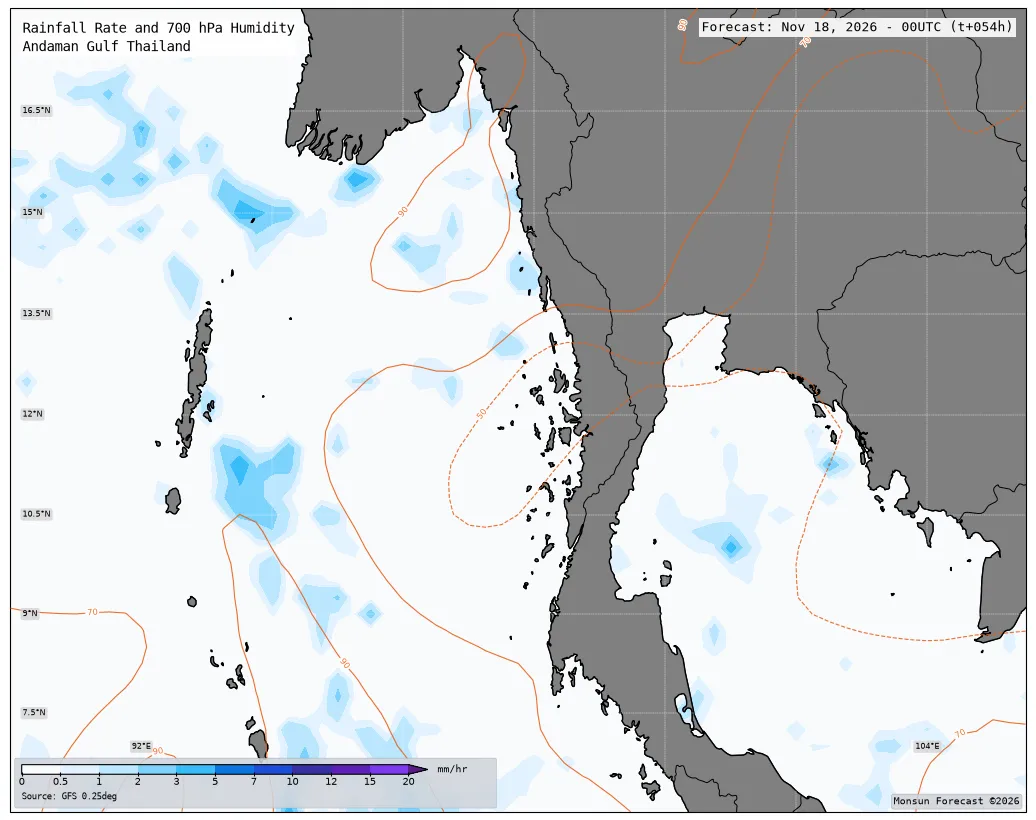 Rainfall Rate and 700 hPa Humidity
Andaman Gulf Thailand
Forecast: Nov 18, 2026 - 00UTC (t+054h)
90
70
16.5°N
15°N
90
13.5°N
12°N
50
10.5°N
9°N
70
90
7.5°N
92°E
104°E
90
70
0 0.5 1 2 3 5 7 10 12 15 20 mm/hr
Source: GFS 0.25deg
Monsun Forecast ©2026